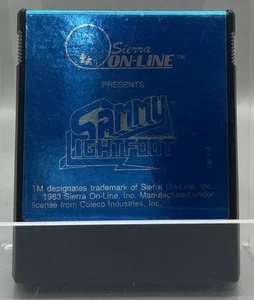 Sierra
ON-LINE™
PRESENTS
SAMMY
LIGHTFOOT
TM designates trademark of Sierra On-Line, Inc.
© 1983 Sierra On-Line, Inc. Manufactured under
license from Coleco Industries, Inc.